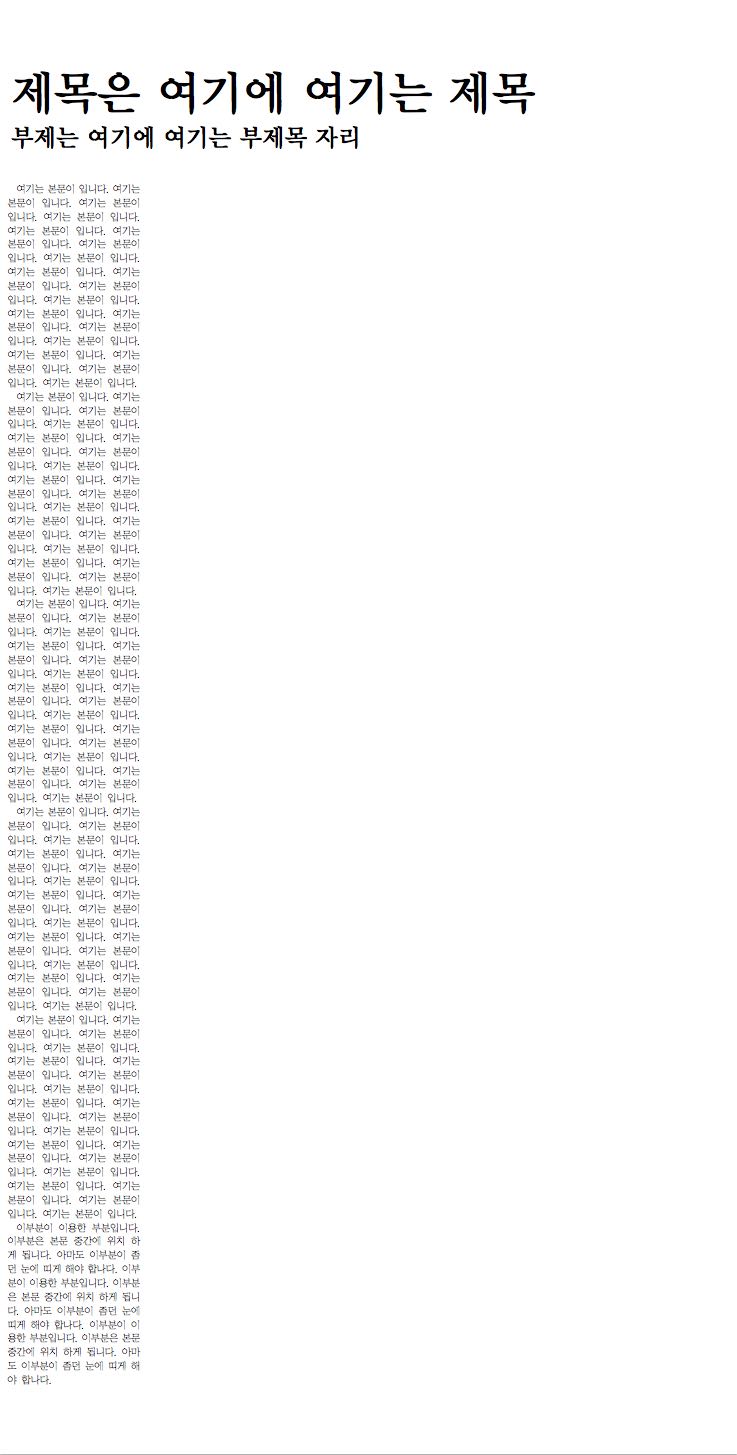 제목은 여기에 여기는 제목
부제는 여기에 여기는 부제목 자리
여기는 본문이 입니다. 여기는
본문이 입니다. 여기는 본문이
입니다. 여기는 본문이 입니다.
여기는 본문이 입니다. 여기는
본문이 입니다. 여기는 본문이
입니다. 여기는 본문이 입니다.
여기는 본문이 입니다. 여기는
본문이 입니다. 여기는 본문이
입니다. 여기는 본문이 입니다.
여기는 본문이 입니다. 여기는
본문이 입니다. 여기는 본문이
입니다. 여기는 본문이 입니다.
여기는 본문이 입니다. 여기는
본문이 입니다. 여기는 본문이
입니다. 여기는 본문이 입니다.
여기는 본문이 입니다. 여기는
본문이 입니다. 여기는 본문이
입니다. 여기는 본문이 입니다.
여기는 본문이 입니다. 여기는
본문이 입니다. 여기는 본문이
입니다. 여기는 본문이 입니다.
여기는 본문이 입니다. 여기는
본문이 입니다. 여기는 본문이
입니다. 여기는 본문이 입니다.
여기는 본문이 입니다. 여기는
본문이 입니다. 여기는 본문이
입니다. 여기는 본문이 입니다.
여기는 본문이 입니다. 여기는
본문이 입니다. 여기는 본문이
입니다. 여기는 본문이 입니다.
여기는 본문이 입니다. 여기는
본문이 입니다. 여기는 본문이
입니다. 여기는 본문이 입니다.
여기는 본문이 입니다. 여기는
본문이 입니다. 여기는 본문이
입니다. 여기는 본문이 입니다.
여기는 본문이 입니다. 여기는
본문이 입니다. 여기는 본문이
입니다. 여기는 본문이 입니다.
여기는 본문이 입니다. 여기는
본문이 입니다. 여기는 본문이
입니다. 여기는 본문이 입니다.
여기는 본문이 입니다. 여기는
본문이 입니다. 여기는 본문이
입니다. 여기는 본문이 입니다.
여기는 본문이 입니다. 여기는
본문이 입니다. 여기는 본문이
입니다. 여기는 본문이 입니다.
여기는 본문이 입니다. 여기는
본문이 입니다. 여기는 본문이
입니다. 여기는 본문이 입니다.
여기는 본문이 입니다. 여기는
본문이 입니다. 여기는 본문이
입니다. 여기는 본문이 입니다.
여기는 본문이 입니다. 여기는
본문이 입니다. 여기는 본문이
입니다. 여기는 본문이 입니다.
여기는 본문이 입니다. 여기는
본문이 입니다. 여기는 본문이
입니다. 여기는 본문이 입니다.
여기는 본문이 입니다. 여기는
본문이 입니다. 여기는 본문이
입니다. 여기는 본문이 입니다.
여기는 본문이 입니다. 여기는
본문이 입니다. 여기는 본문이
입니다. 여기는 본문이 입니다.
여기는 본문이 입니다. 여기는
본문이 입니다. 여기는 본문이
입니다. 여기는 본문이 입니다.
여기는 본문이 입니다. 여기는
본문이 입니다. 여기는 본문이
입니다. 여기는 본문이 입니다.
여기는 본문이 입니다. 여기는
본문이 입니다. 여기는 본문이
입니다. 여기는 본문이 입니다.
이부분이 이용한 부분입니다.
이부분은 본문 중간에 위치 하
게 됩니다. 아마도 이부분이 좀
던 눈에 띠게 해야 합나다. 이부
분이 이용한 부분입니다. 이부분
은 본문 중간에 위치 하게 됩니
다. 아마도 이부분이 좀던 눈에
띠게 해야 합나다. 이부분이 이
용한 부분입니다. 이부분은 본문
중간에 위치 하게 됩니다. 아마
도 이부분이 좀던 눈에 띠게 해
야 합나다.